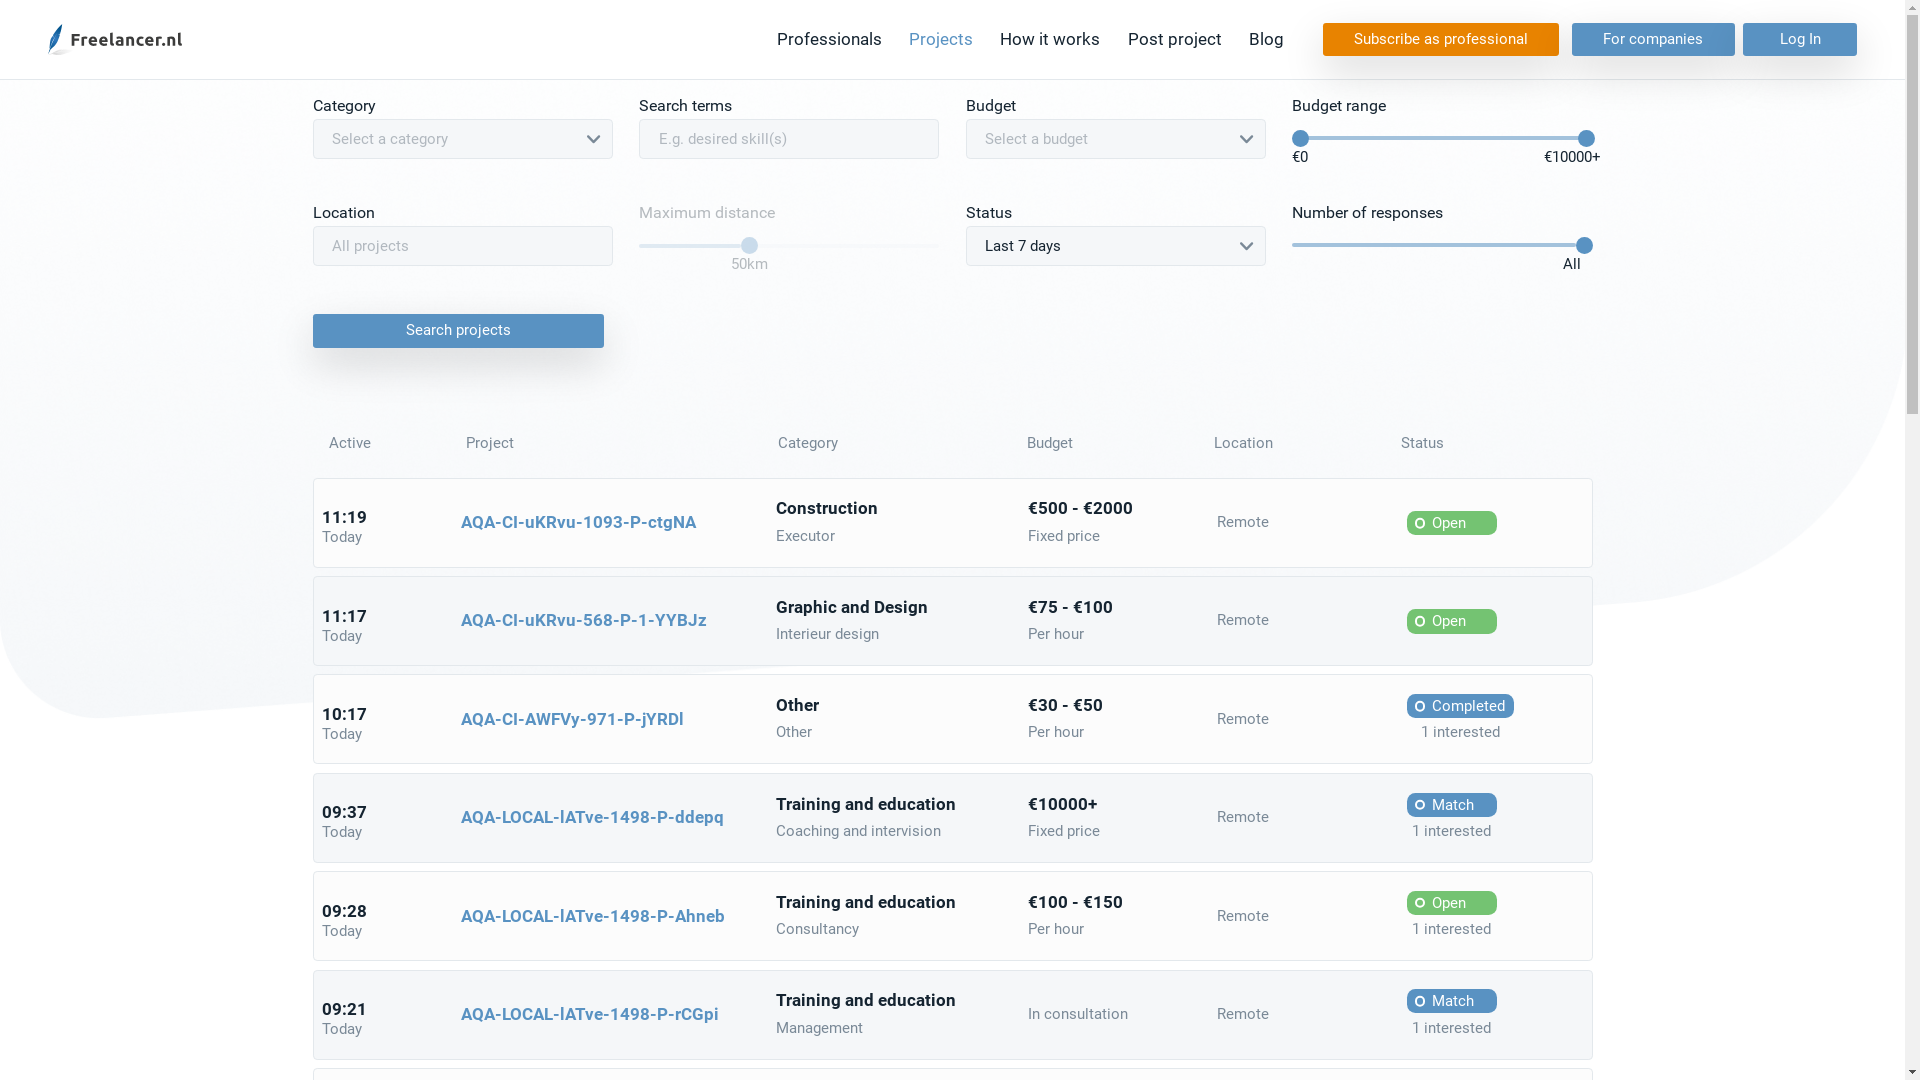 Freelancer.nl
Professionals
Projects
How it works
Post project
Blog
Subscribe as professional
For companies
Log In
Category
Search terms
Budget
Budget range
Select a category
E.g. desired skill(s)
Select a budget
€0
€10000+
Location
Maximum distance
Status
Number of responses
All projects
50km
Last 7 days
All
Search projects
Active
Project
Category
Budget
Location
Status
11:19
Today
AQA-CI-uKRvu-1093-P-ctgNA
Construction
Executor
€500 - €2000
Fixed price
Remote
Open
11:17
Today
AQA-CI-uKRvu-568-P-1-YYBJz
Graphic and Design
Interieur design
€75 - €100
Per hour
Remote
Open
10:17
Today
AQA-CI-AWFVy-971-P-jYRDl
Other
Other
€30 - €50
Per hour
Remote
Completed
1 interested
09:37
Today
AQA-LOCAL-lATve-1498-P-ddepq
Training and education
Coaching and intervision
€10000+
Fixed price
Remote
Match
1 interested
09:28
Today
AQA-LOCAL-lATve-1498-P-Ahneb
Training and education
Consultancy
€100 - €150
Per hour
Remote
Open
1 interested
09:21
Today
AQA-LOCAL-lATve-1498-P-rCGpi
Training and education
Management
In consultation
Remote
Match
1 interested